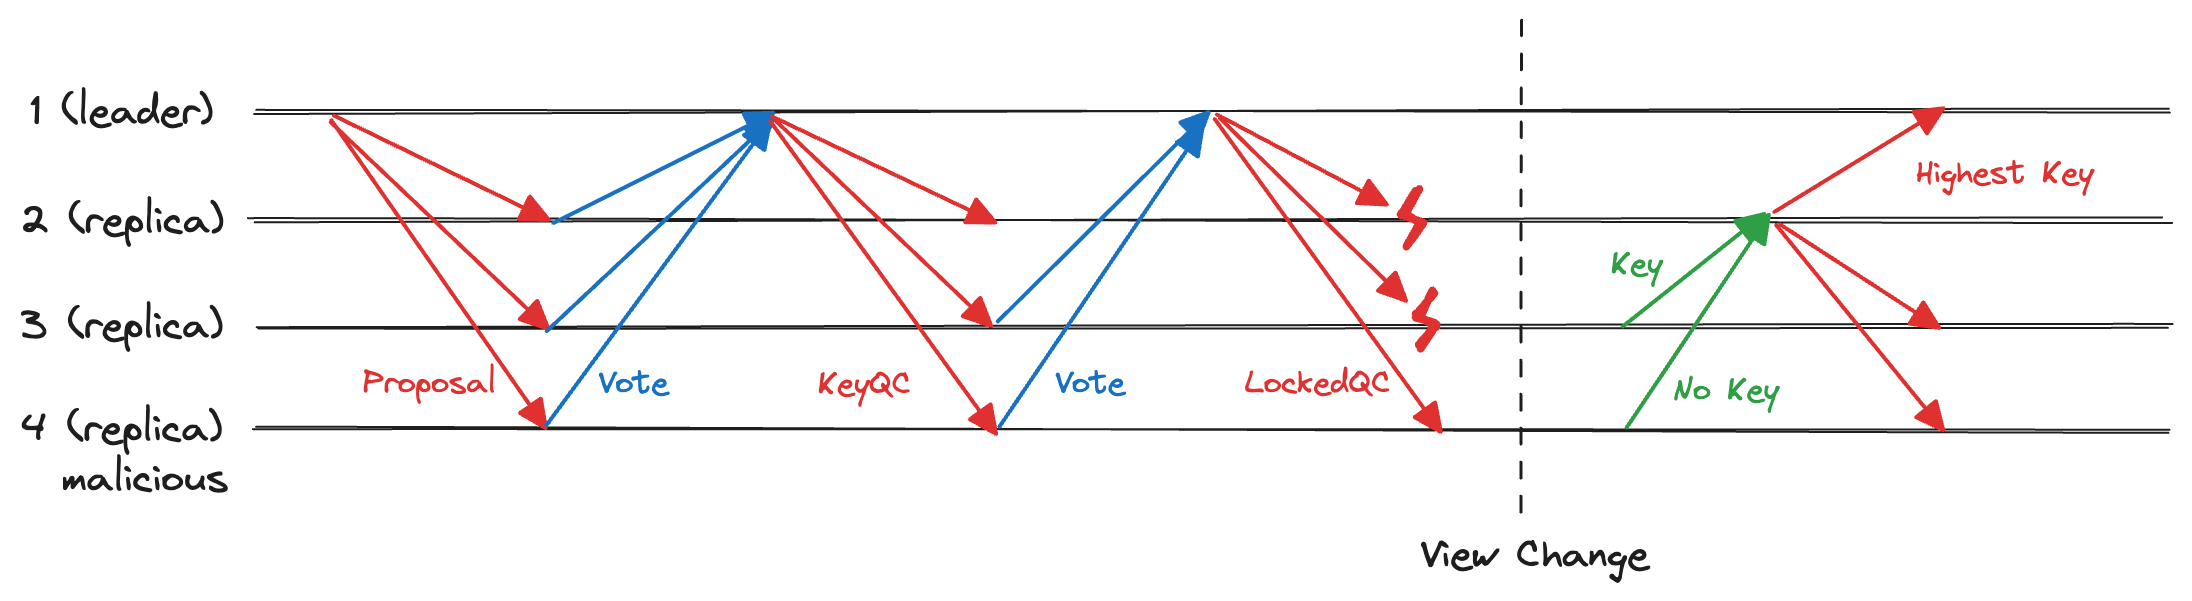 1 (leader)
2 (replica)
3 (replica)
4 (replica)
malicious
Proposal
Vote
KeyQC
Vote
LockedQC
Key
No Key
Highest Key
View Change